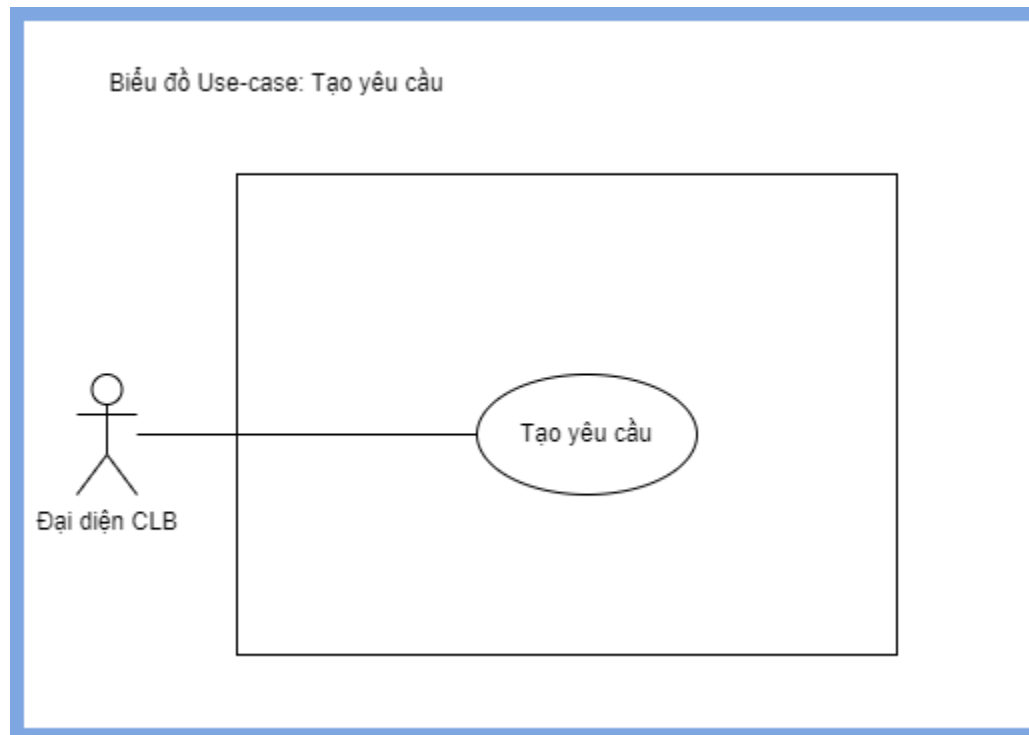 Biểu đồ Use-case: Tạo yêu cầu
Tạo yêu cầu
Đại diện CLB